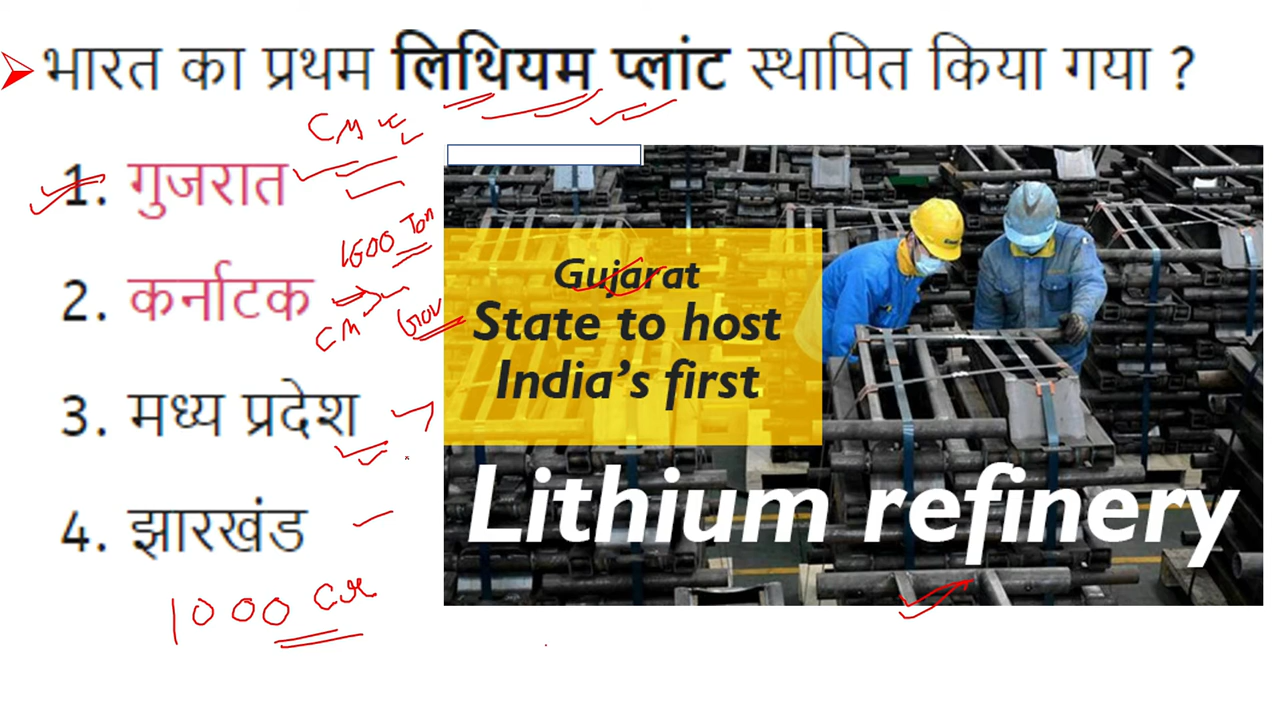 भारत का प्रथम लिथियम प्लांट स्थापित किया गया ?
CM
1. गुजरात
1600 Ton
2. कर्नाटक
CM
Gov
3. मध्य प्रदेश
4. झारखंड
1000 Cr
Gujarat
State to host
India’s first
Lithium refinery